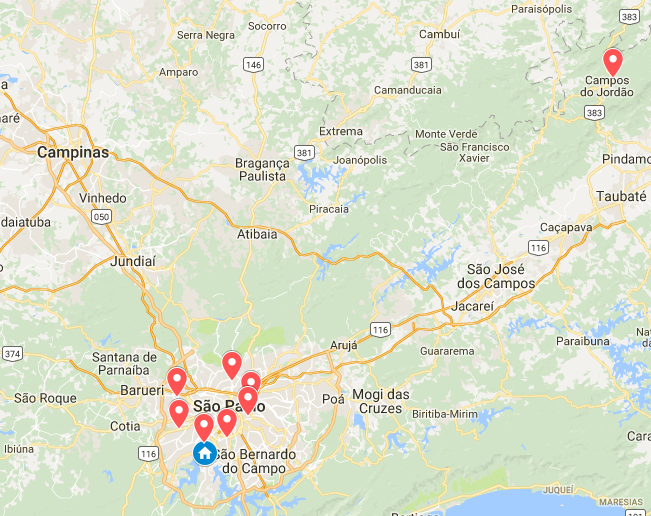 Paraisópolis
383
Socorro
Serra Negra
Cambuí
146
381
Amparo
Camanducaia
Campos
do Jordão
383
Extrema
Monte Verde
Campinas
381
Joanópolis
São Francisco
Xavier
Bragança
Paulista
Pindamo
Vinhedo
Taubaté
050
Piracaia
daiatuba
Atibaia
Caçapava
116
Jundiaí
São José
dos Campos
Jacareí
116
Arujá
Paraibuna
374
Santana de
Parnaíba
Guararema
Barueri
São Roque
São Pa lo
Poá
Mogi das
Cruzes
Biritiba-Mirim
Cotia
Ibiúna
Cara
116
São Bernardo
do Campo
JUQUEÍ
MARESIAS